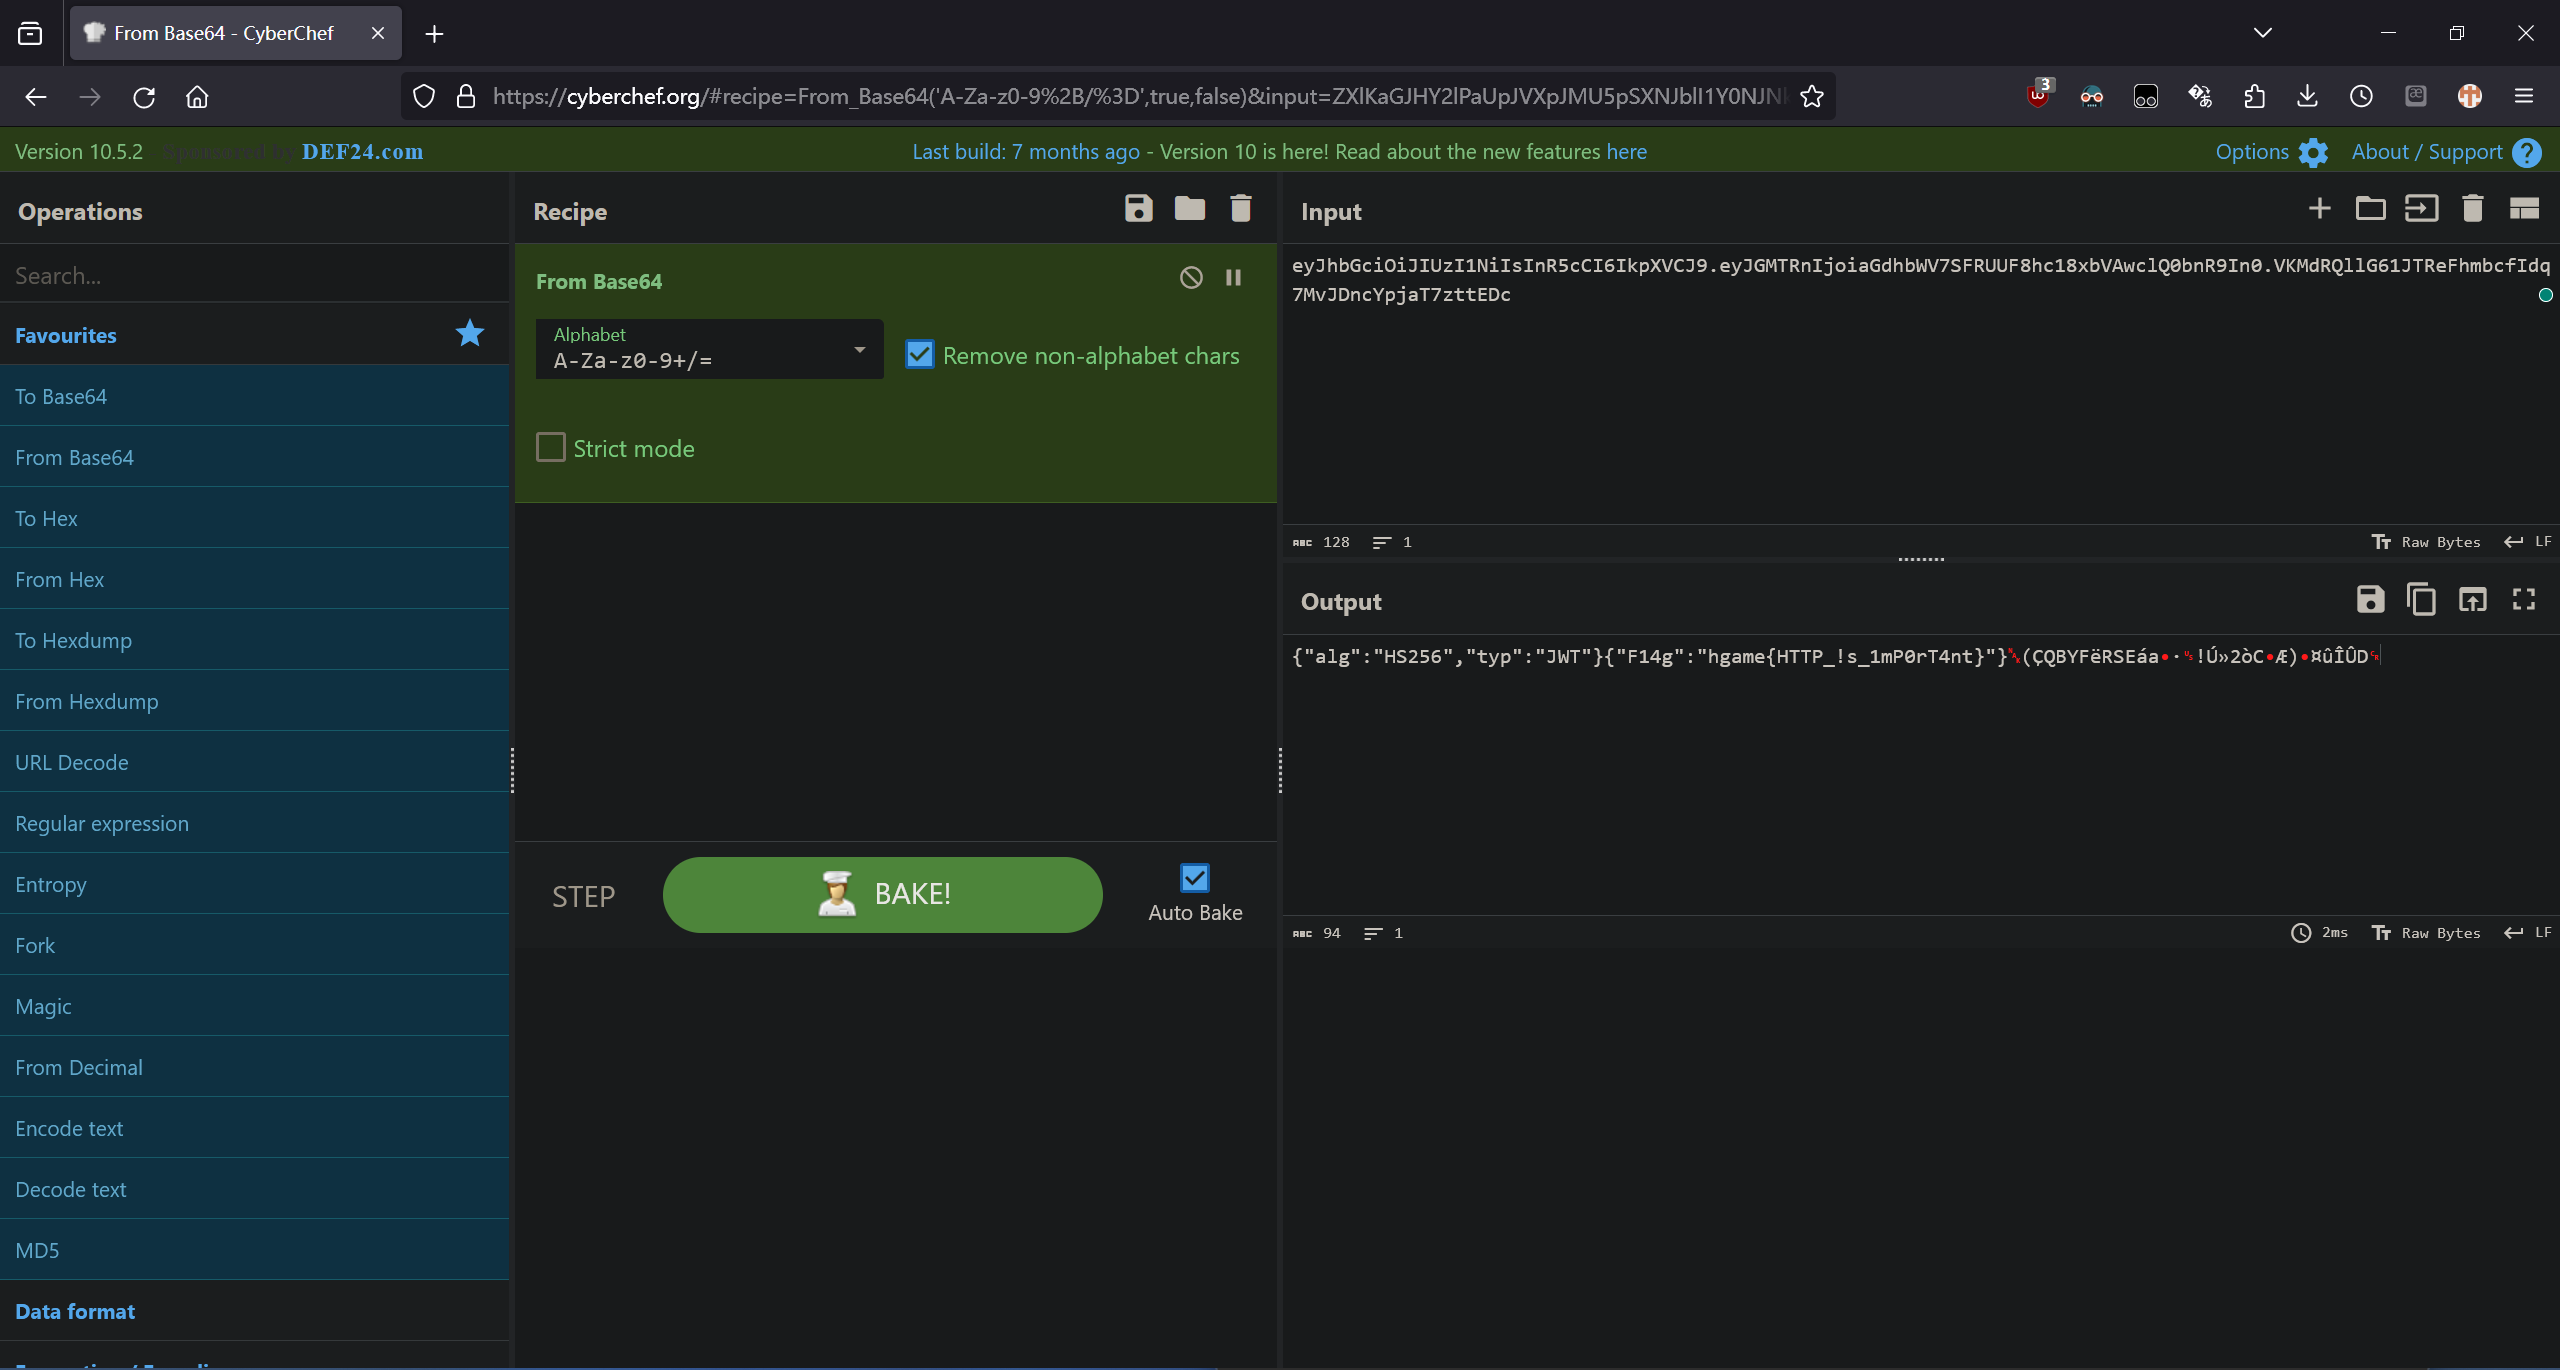 From Base64 - CyberChef
https://cyberchef.org/#recipe=From_Base64('A-Za-z0-9%2B/%3D',true,false)&input=ZXlKaGJHY2lPaUpJVXpJMU5pSXNJblI1Y0NJNk
3
Version 10.5.2 Sponsored by DEF24.com
Last build: 7 months ago - Version 10 is here! Read about the new features here
Options About / Support ?
Operations
Search...
Favourites
To Base64
From Base64
To Hex
From Hex
To Hexdump
From Hexdump
URL Decode
Regular expression
Entropy
Fork
Magic
From Decimal
Encode text
Decode text
MD5
Data format
Recipe
From Base64
Alphabet
A-Za-z0-9+/=
Remove non-alphabet chars
Strict mode
STEP
BAKE!
Auto Bake
Input
eyJhbGciOiJIUzI1NiIsInR5cCI6IkpXVCJ9.eyJGMTRnIjoiaGdhbWV7SFRUUF8hc18xbVAwclQ0bnR9In0.VKMdRQllG61JTReFhmbcfIdq
7MvJDncYpjaT7zttEDc
ABC 128 1
Raw Bytes LF
Output
{"alg":"HS256","typ":"JWT"}{"F14g":"hgame{HTTP_!s_1mP0rT4nt}"}(ÇQBYFëRSEáa•·!Ú»2òC•Æ)•¤ûÎÛD
ABC 94 1
2ms Raw Bytes LF